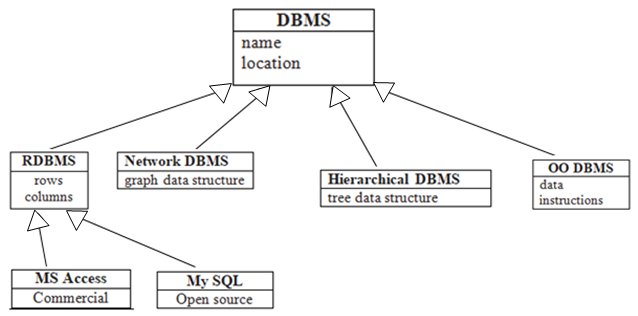 DBMS
name
location
RDBMS
rows
columns
Network DBMS
graph data structure
Hierarchical DBMS
tree data structure
OO DBMS
data
instructions
MS Access
Commercial
My SQL
Open source